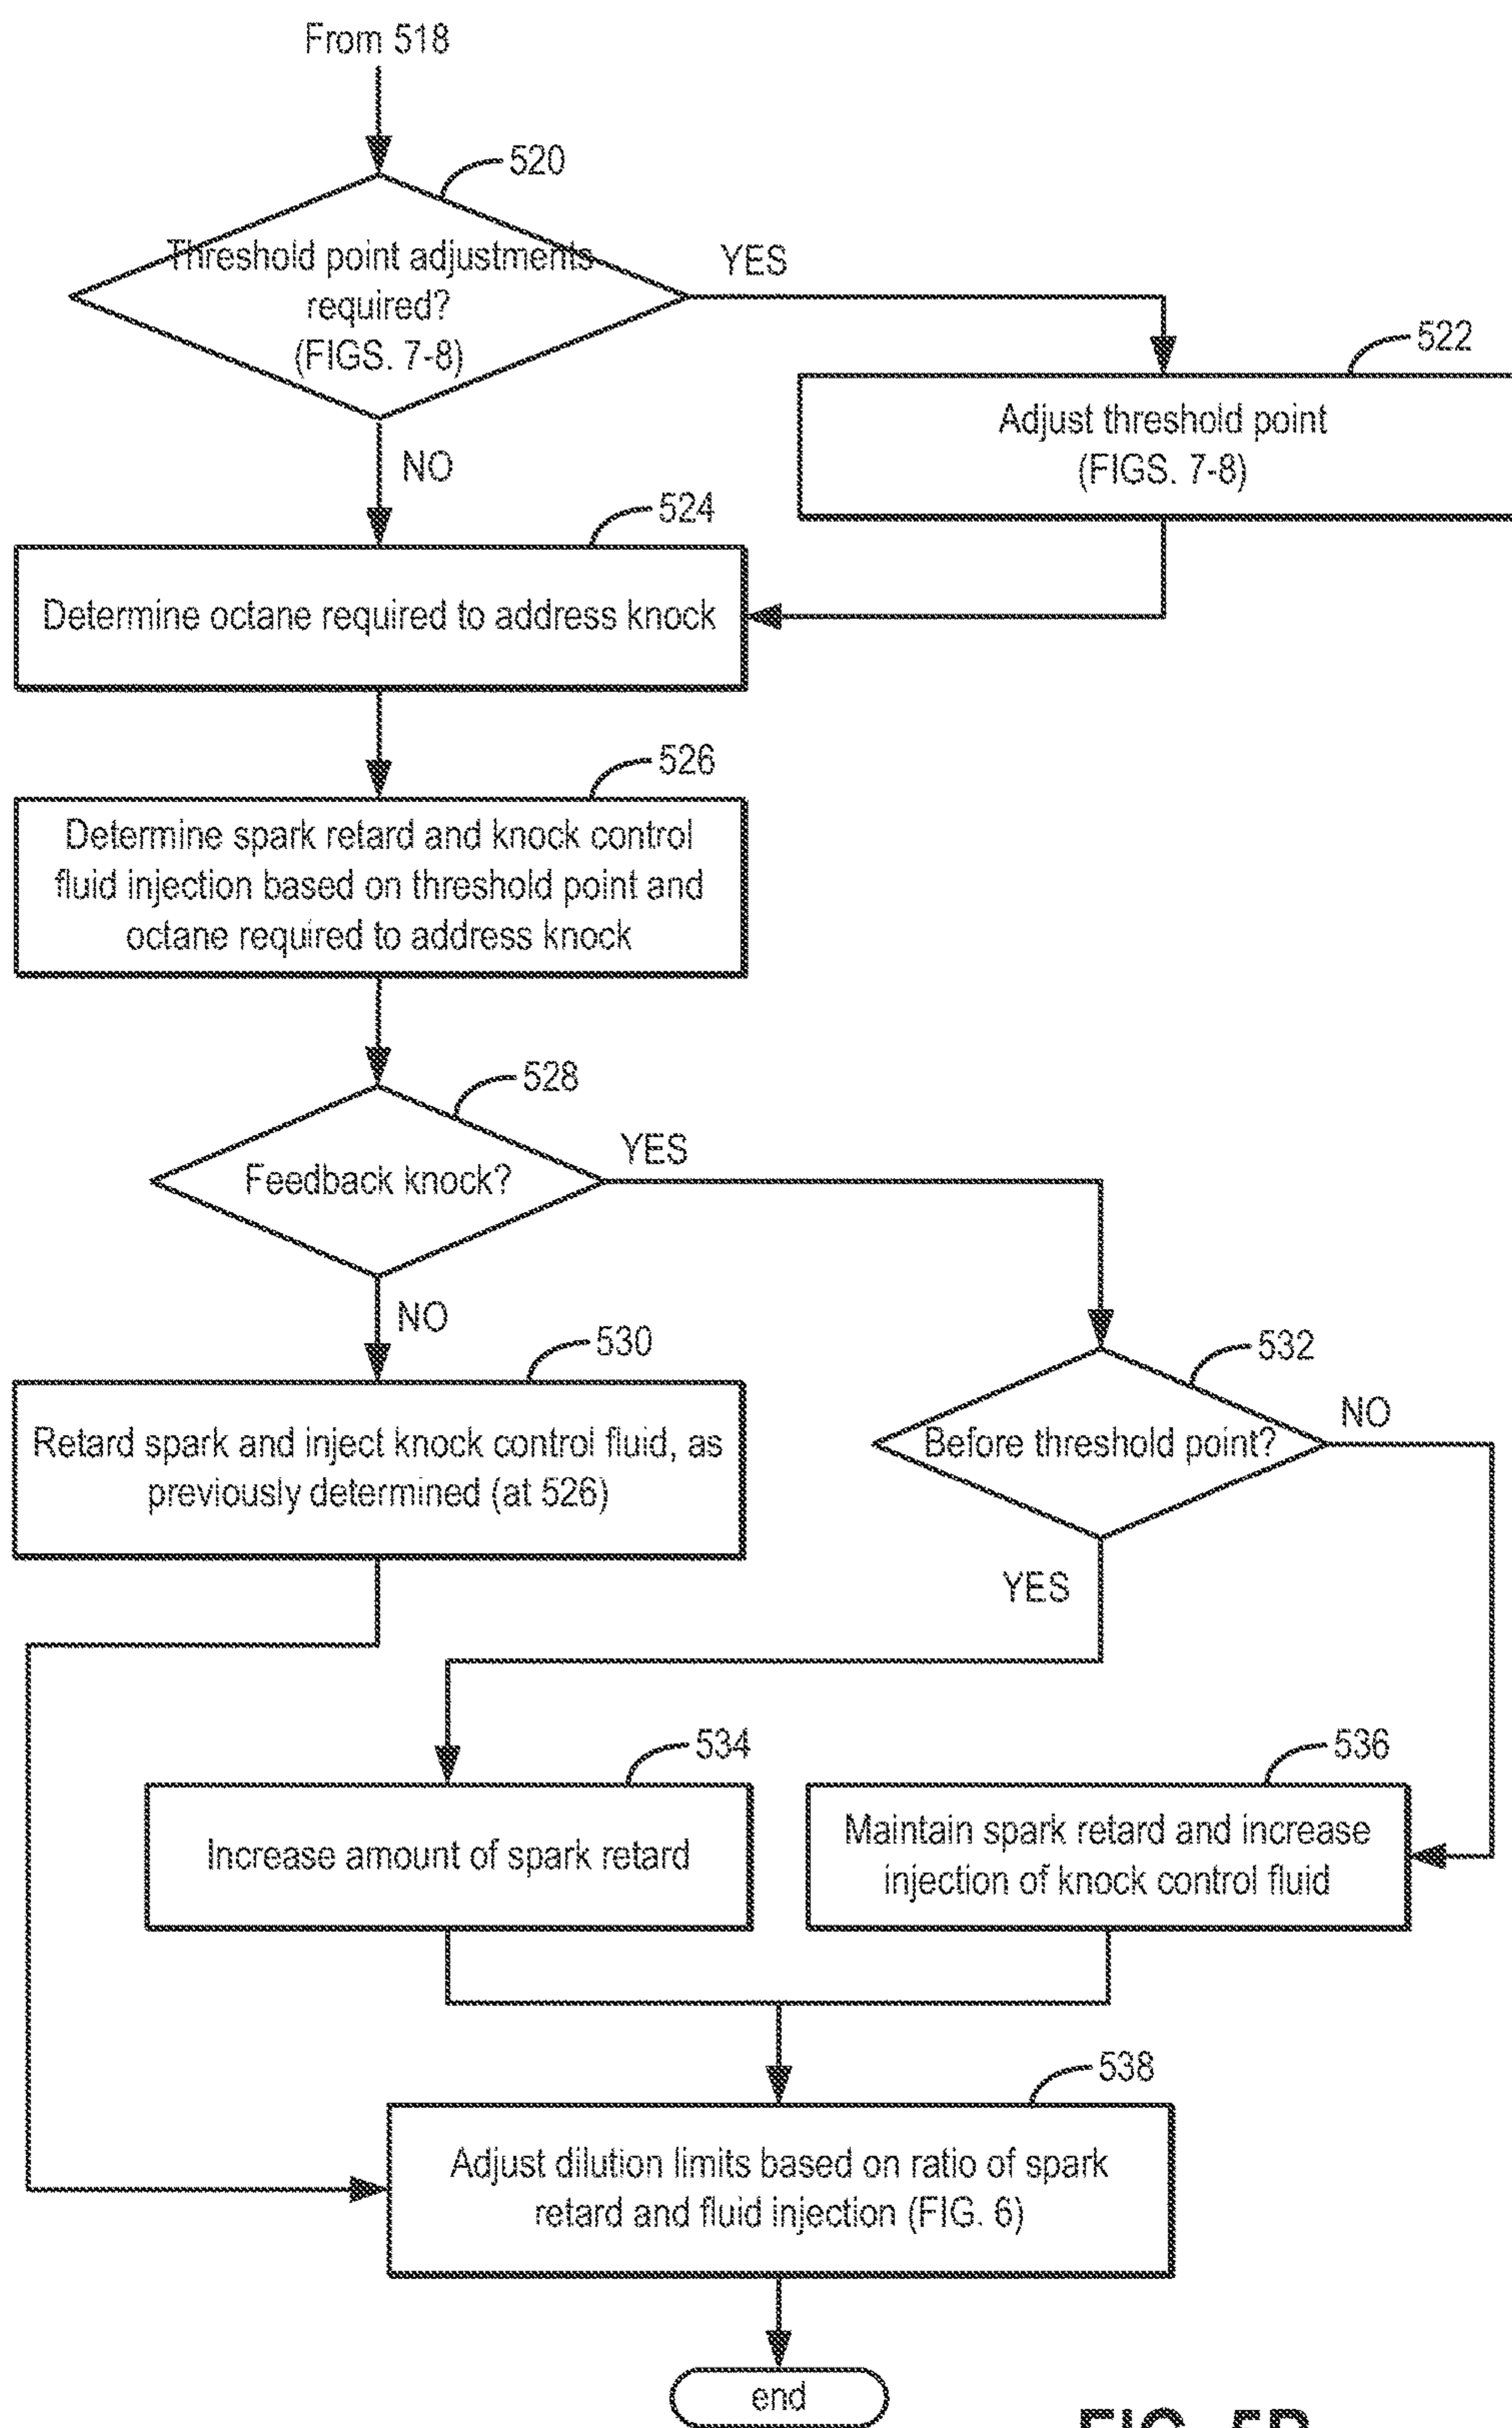 From 518
520
Threshold point adjustments
required?
(FIGS. 7-8)
YES
522
Adjust threshold point
(FIGS. 7-8)
NO
524
Determine octane required to address knock
526
Determine spark retard and knock control
fluid injection based on threshold point and
octane required to address knock
528
Feedback knock?
YES
NO
530
Retard spark and inject knock control fluid, as
previously determined (at 526)
532
Before threshold point?
NO
YES
534
Increase amount of spark retard
536
Maintain spark retard and increase
injection of knock control fluid
538
Adjust dilution limits based on ratio of spark
retard and fluid injection (FIG. 6)
end